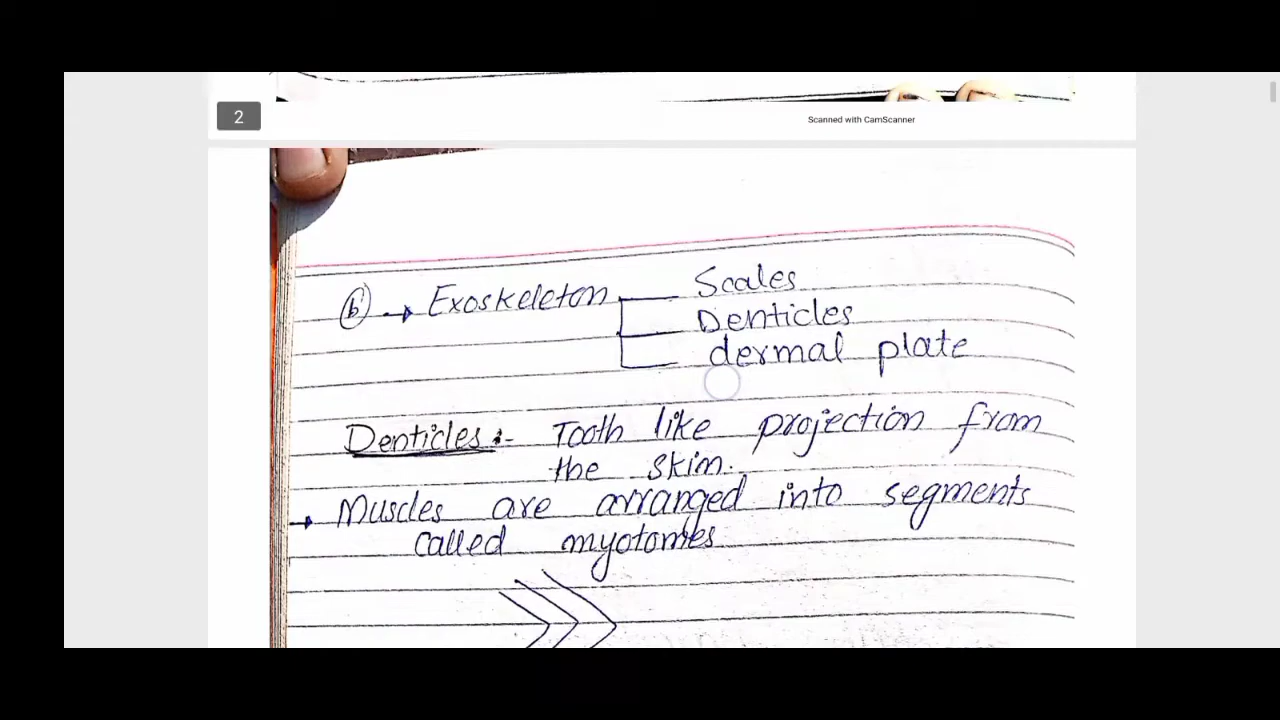 2
Scanned with CamScanner
(b) → Exoskeleton
Scales
Denticles
dermal plate
Denticles :- Tooth like projection from
the skin.
→ Muscles are arranged into segments
called myotomes